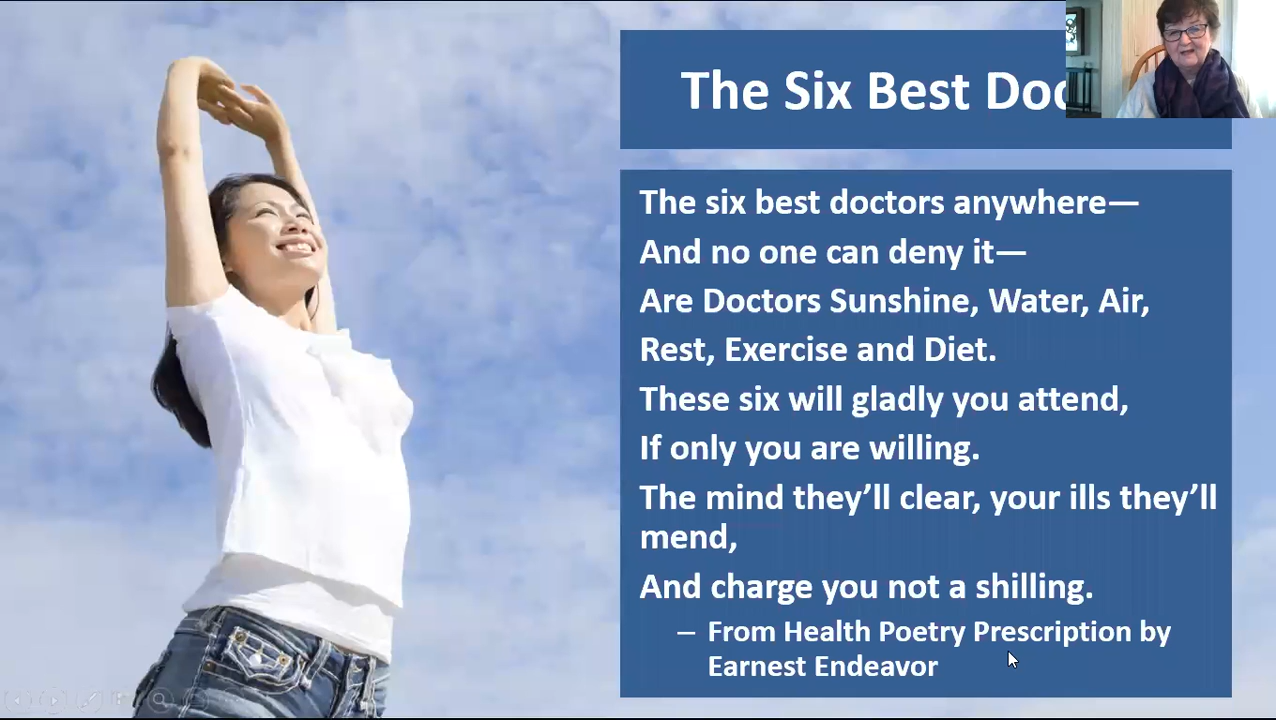 The Six Best Doc
The six best doctors anywhere—
And no one can deny it—
Are Doctors Sunshine, Water, Air,
Rest, Exercise and Diet.
These six will gladly you attend,
If only you are willing.
The mind they’ll clear, your ills they’ll
mend,
And charge you not a shilling.
– From Health Poetry Prescription by
Earnest Endeavor